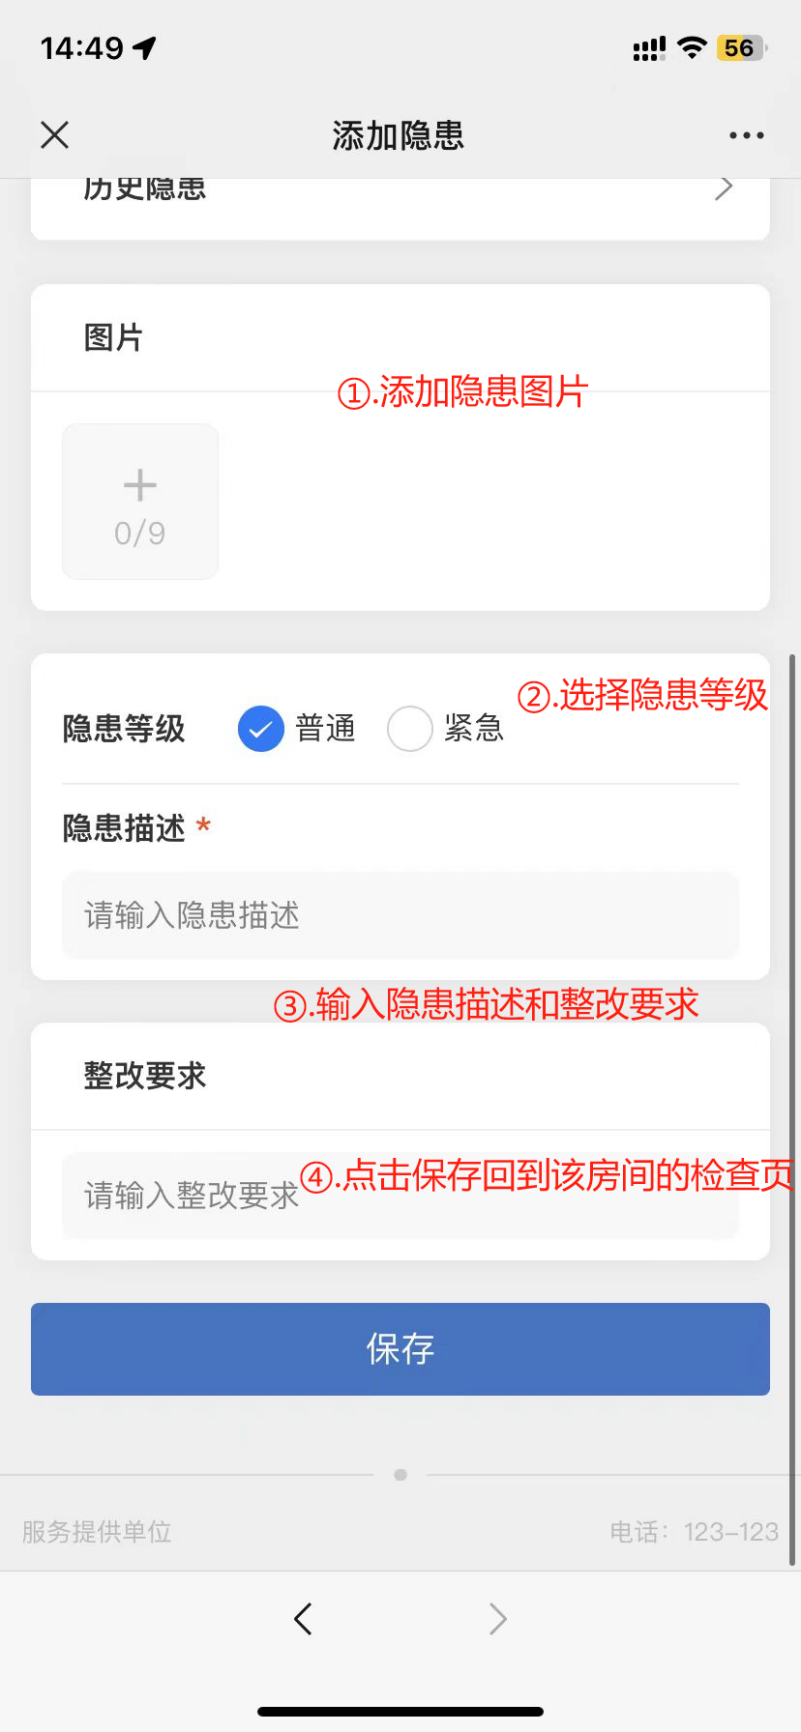 14:49
56
添加隐患
历史隐患
图片
①.添加隐患图片
0/9
②.选择隐患等级
隐患等级 普通 紧急
隐患描述 *
请输入隐患描述
③.输入隐患描述和整改要求
整改要求
④.点击保存回到该房间的检查页
请输入整改要求
保存
服务提供单位 电话：123-123